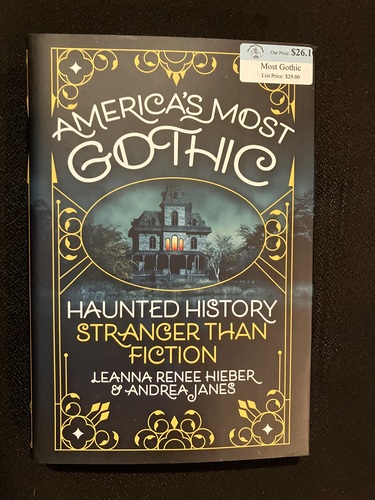 Our Price $26.1
Most Gothic
List Price: $29.00
AMERICA'S MOST
GOTHIC
HAUNTED HISTORY
STRANGER THAN
FICTION
LEANNA RENEE HIEBER
& ANDREA JANES